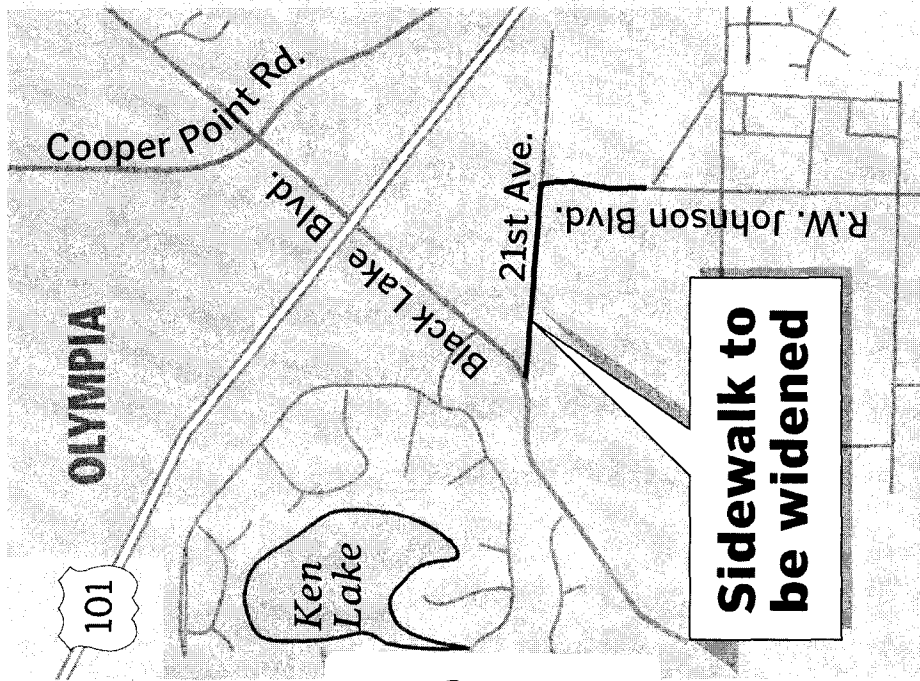 OLYMPIA
101
Cooper Point Rd.
Black Lake Blvd.
Ken
Lake
21st Ave.
R.W. Johnson Blvd.
Sidewalk to
be widened